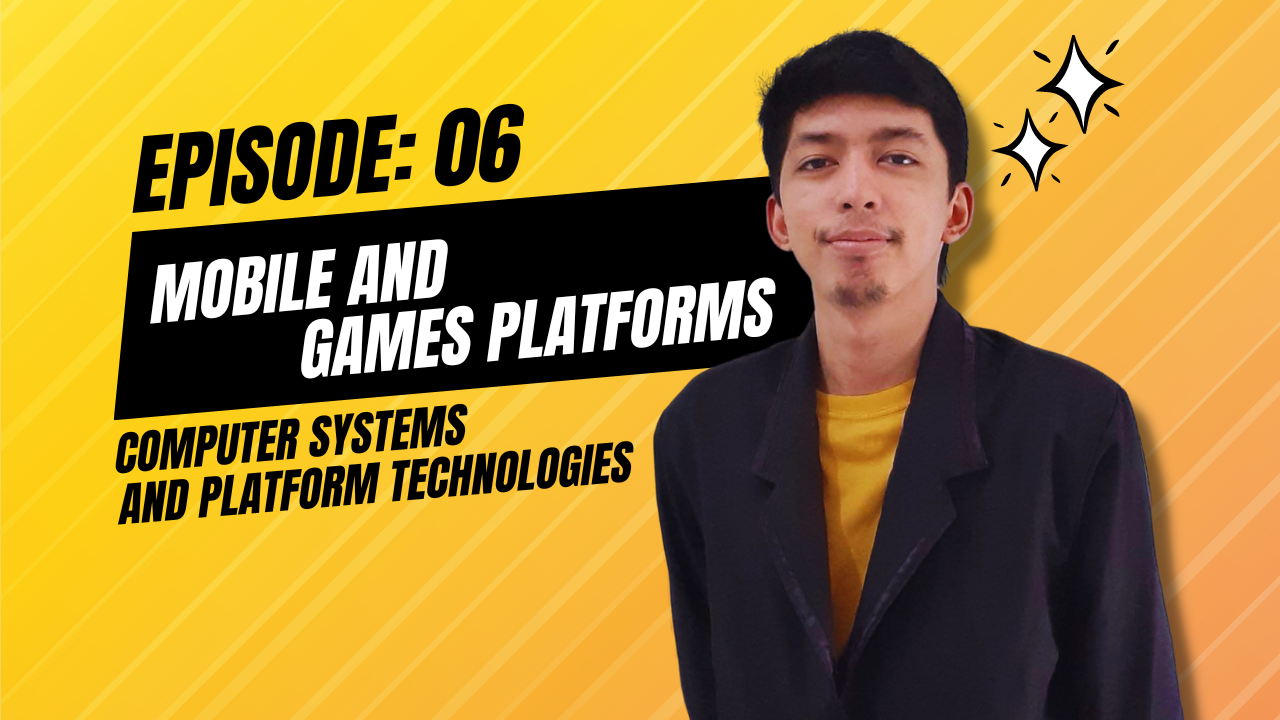 EPISODE: 06
MOBILE AND
GAMES PLATFORMS
COMPUTER SYSTEMS
AND PLATFORM TECHNOLOGIES